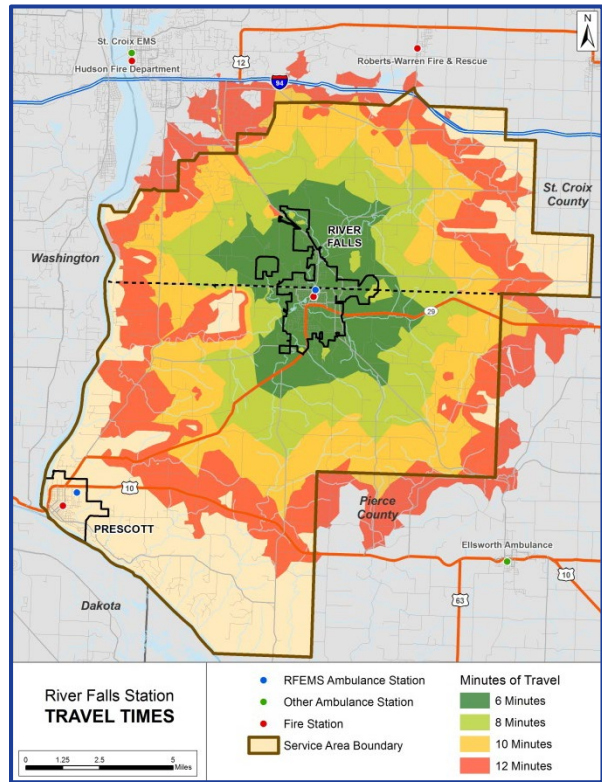 N
St. Croix EMS
Hudson Fire Department
12
Roberts-Warren Fire & Rescue
94
St. Croix
County
RIVER
FALLS
Washington
29
10
PRESCOTT
Pierce
County
Ellsworth Ambulance
10
63
Dakota
River Falls Station
TRAVEL TIMES
0 1.25 2.5 5
Miles
RFEMS Ambulance Station
Other Ambulance Station
Fire Station
Service Area Boundary
Minutes of Travel
6 Minutes
8 Minutes
10 Minutes
12 Minutes